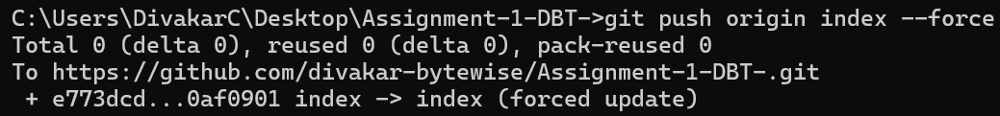 C:\Users\DivakarC\Desktop\Assignment-1-DBT->git push origin index --force
Total 0 (delta 0), reused 0 (delta 0), pack-reused 0
To https://github.com/divakar-bytewise/Assignment-1-DBT-.git
 + e773dcd...0af0901 index -> index (forced update)